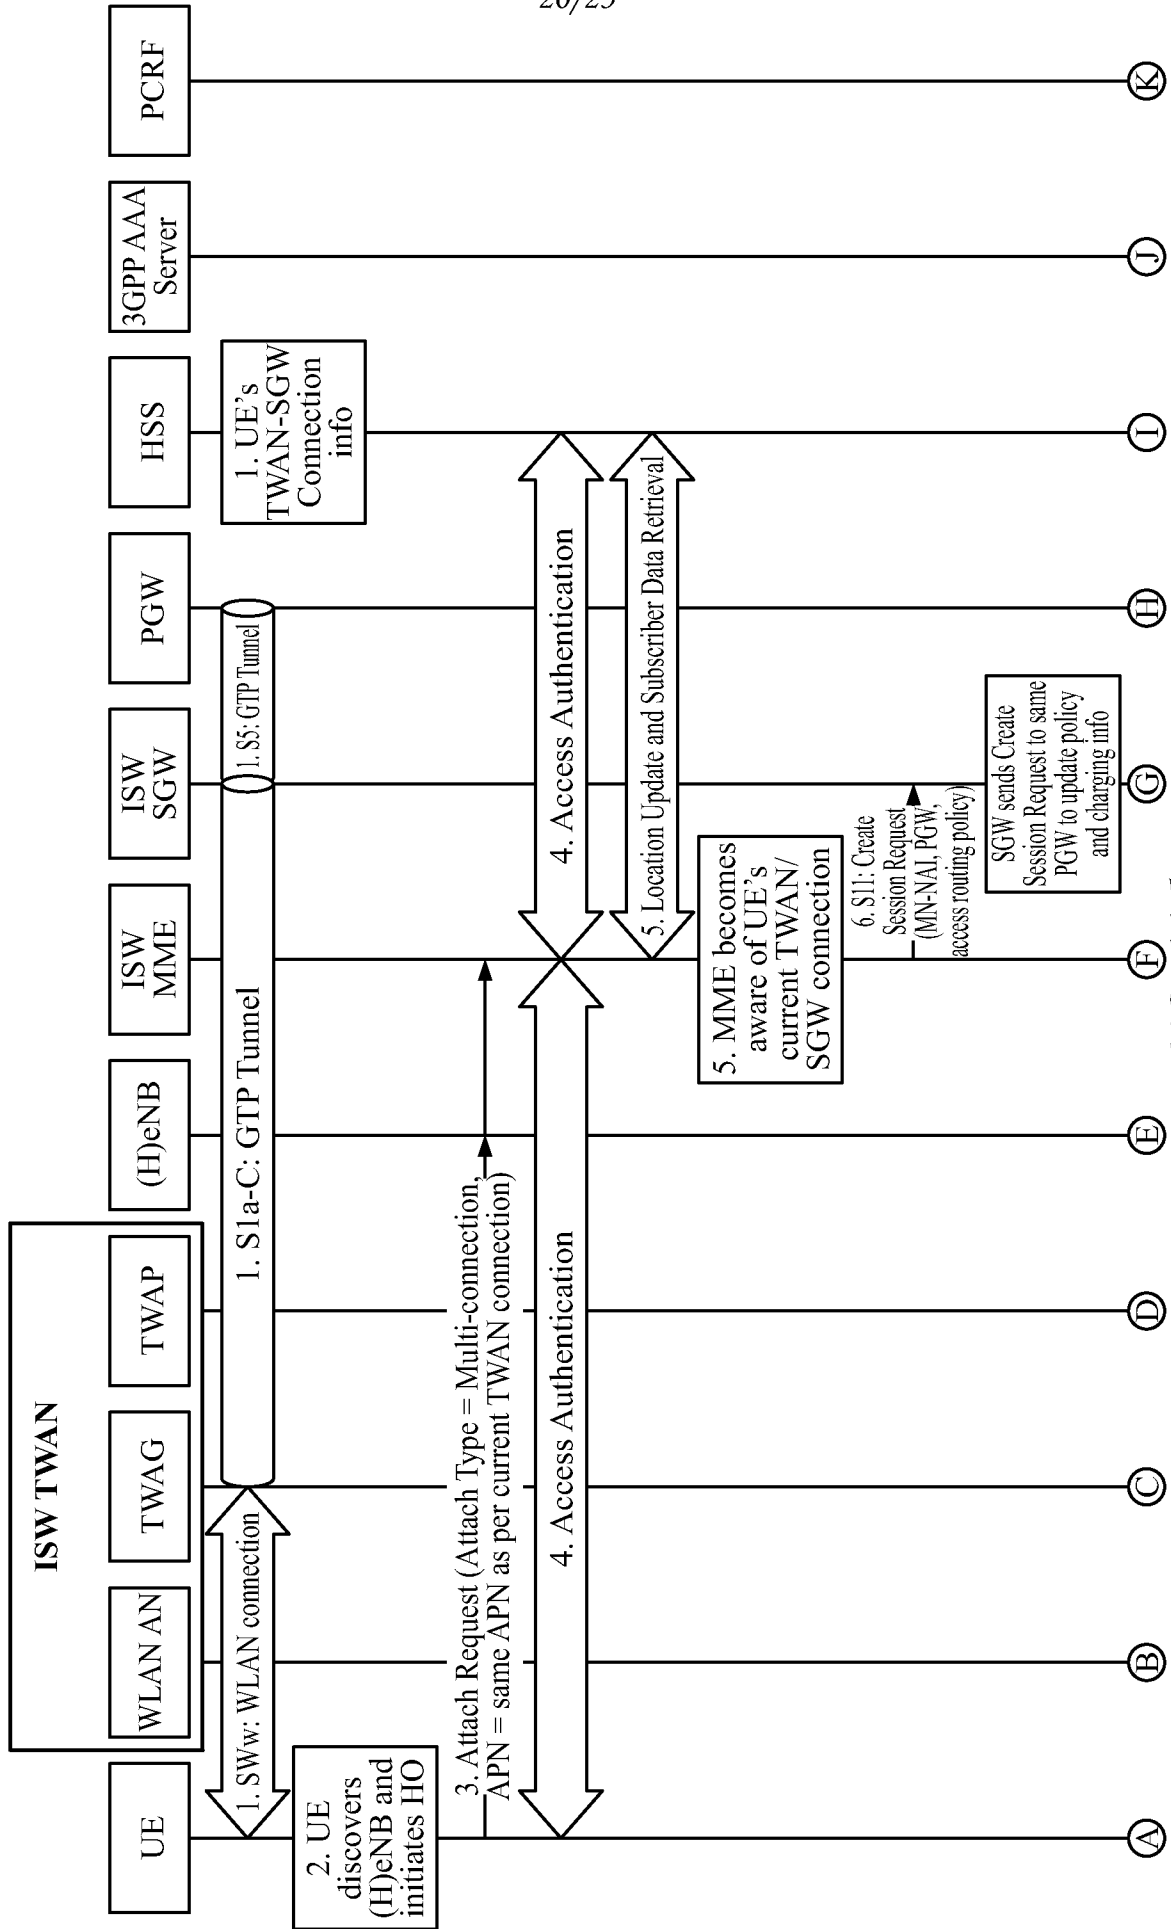 20/25
ISW TWAN
UE
WLAN AN
TWAG
TWAP
(H)eNB
ISW
MME
ISW
SGW
PGW
HSS
3GPP AAA
Server
PCRF
1. SWw: WLAN connection
1. S1a-C: GTP Tunnel
1. S5: GTP Tunnel
1. UE's
TWAN-SGW
Connection
info
2. UE
discovers
(H)eNB and
initiates HO
3. Attach Request (Attach Type = Multi-connection,
APN = same APN as per current TWAN connection)
4. Access Authentication
4. Access Authentication
5. Location Update and Subscriber Data Retrieval
5. MME becomes
aware of UE's
current TWAN/
SGW connection
6. S11: Create
Session Request
(MN-NAI, PGW,
access routing policy)
SGW sends Create
Session Request to same
PGW to update policy
and charging info
A
B
C
D
E
F
G
H
I
J
K